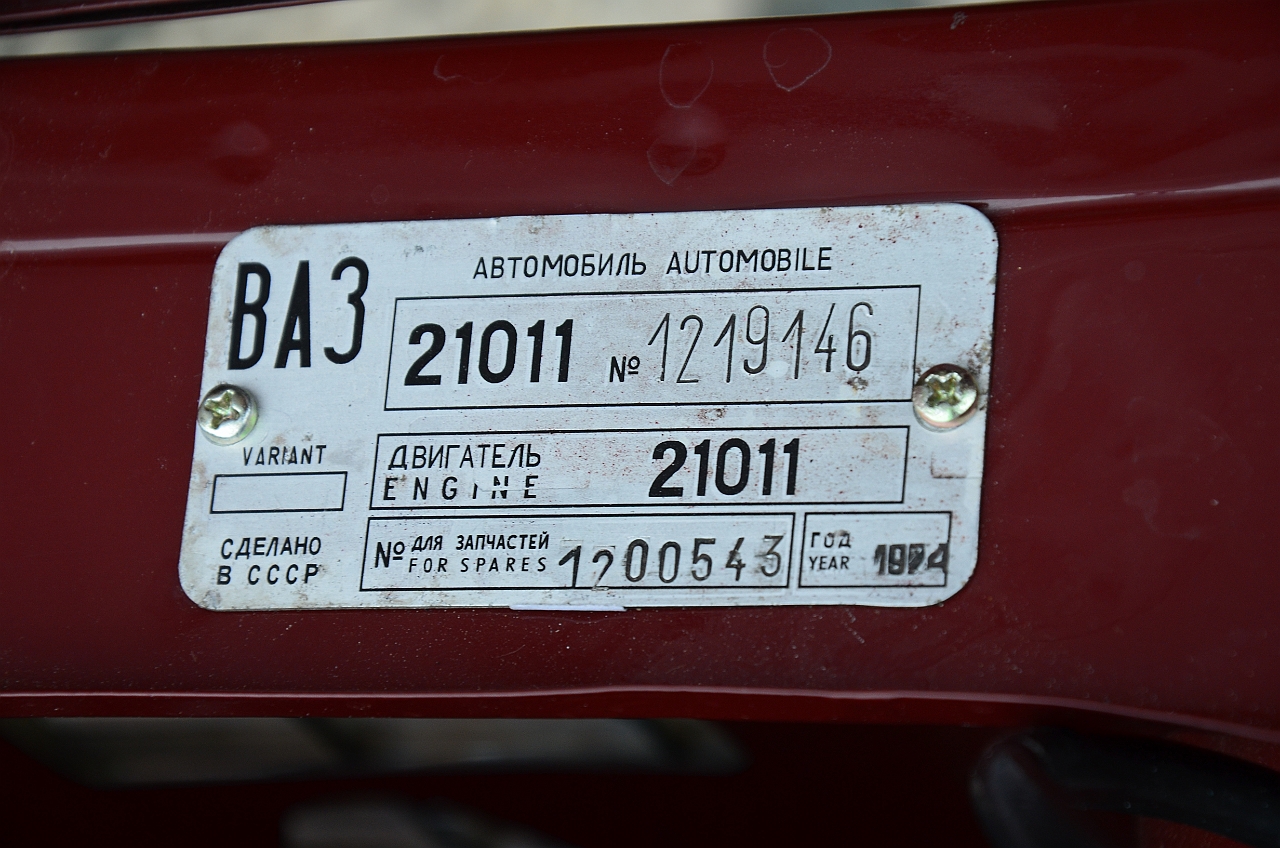 ВАЗ
АВТОМОБИЛЬ AUTOMOBILE
21011 № 1219146
VARIANT
ДВИГАТЕЛЬ
ENGINE
21011
СДЕЛАНО
В СССР
№ ДЛЯ ЗАПЧАСТЕЙ
FOR SPARES
1200543
ГОД
YEAR
1974